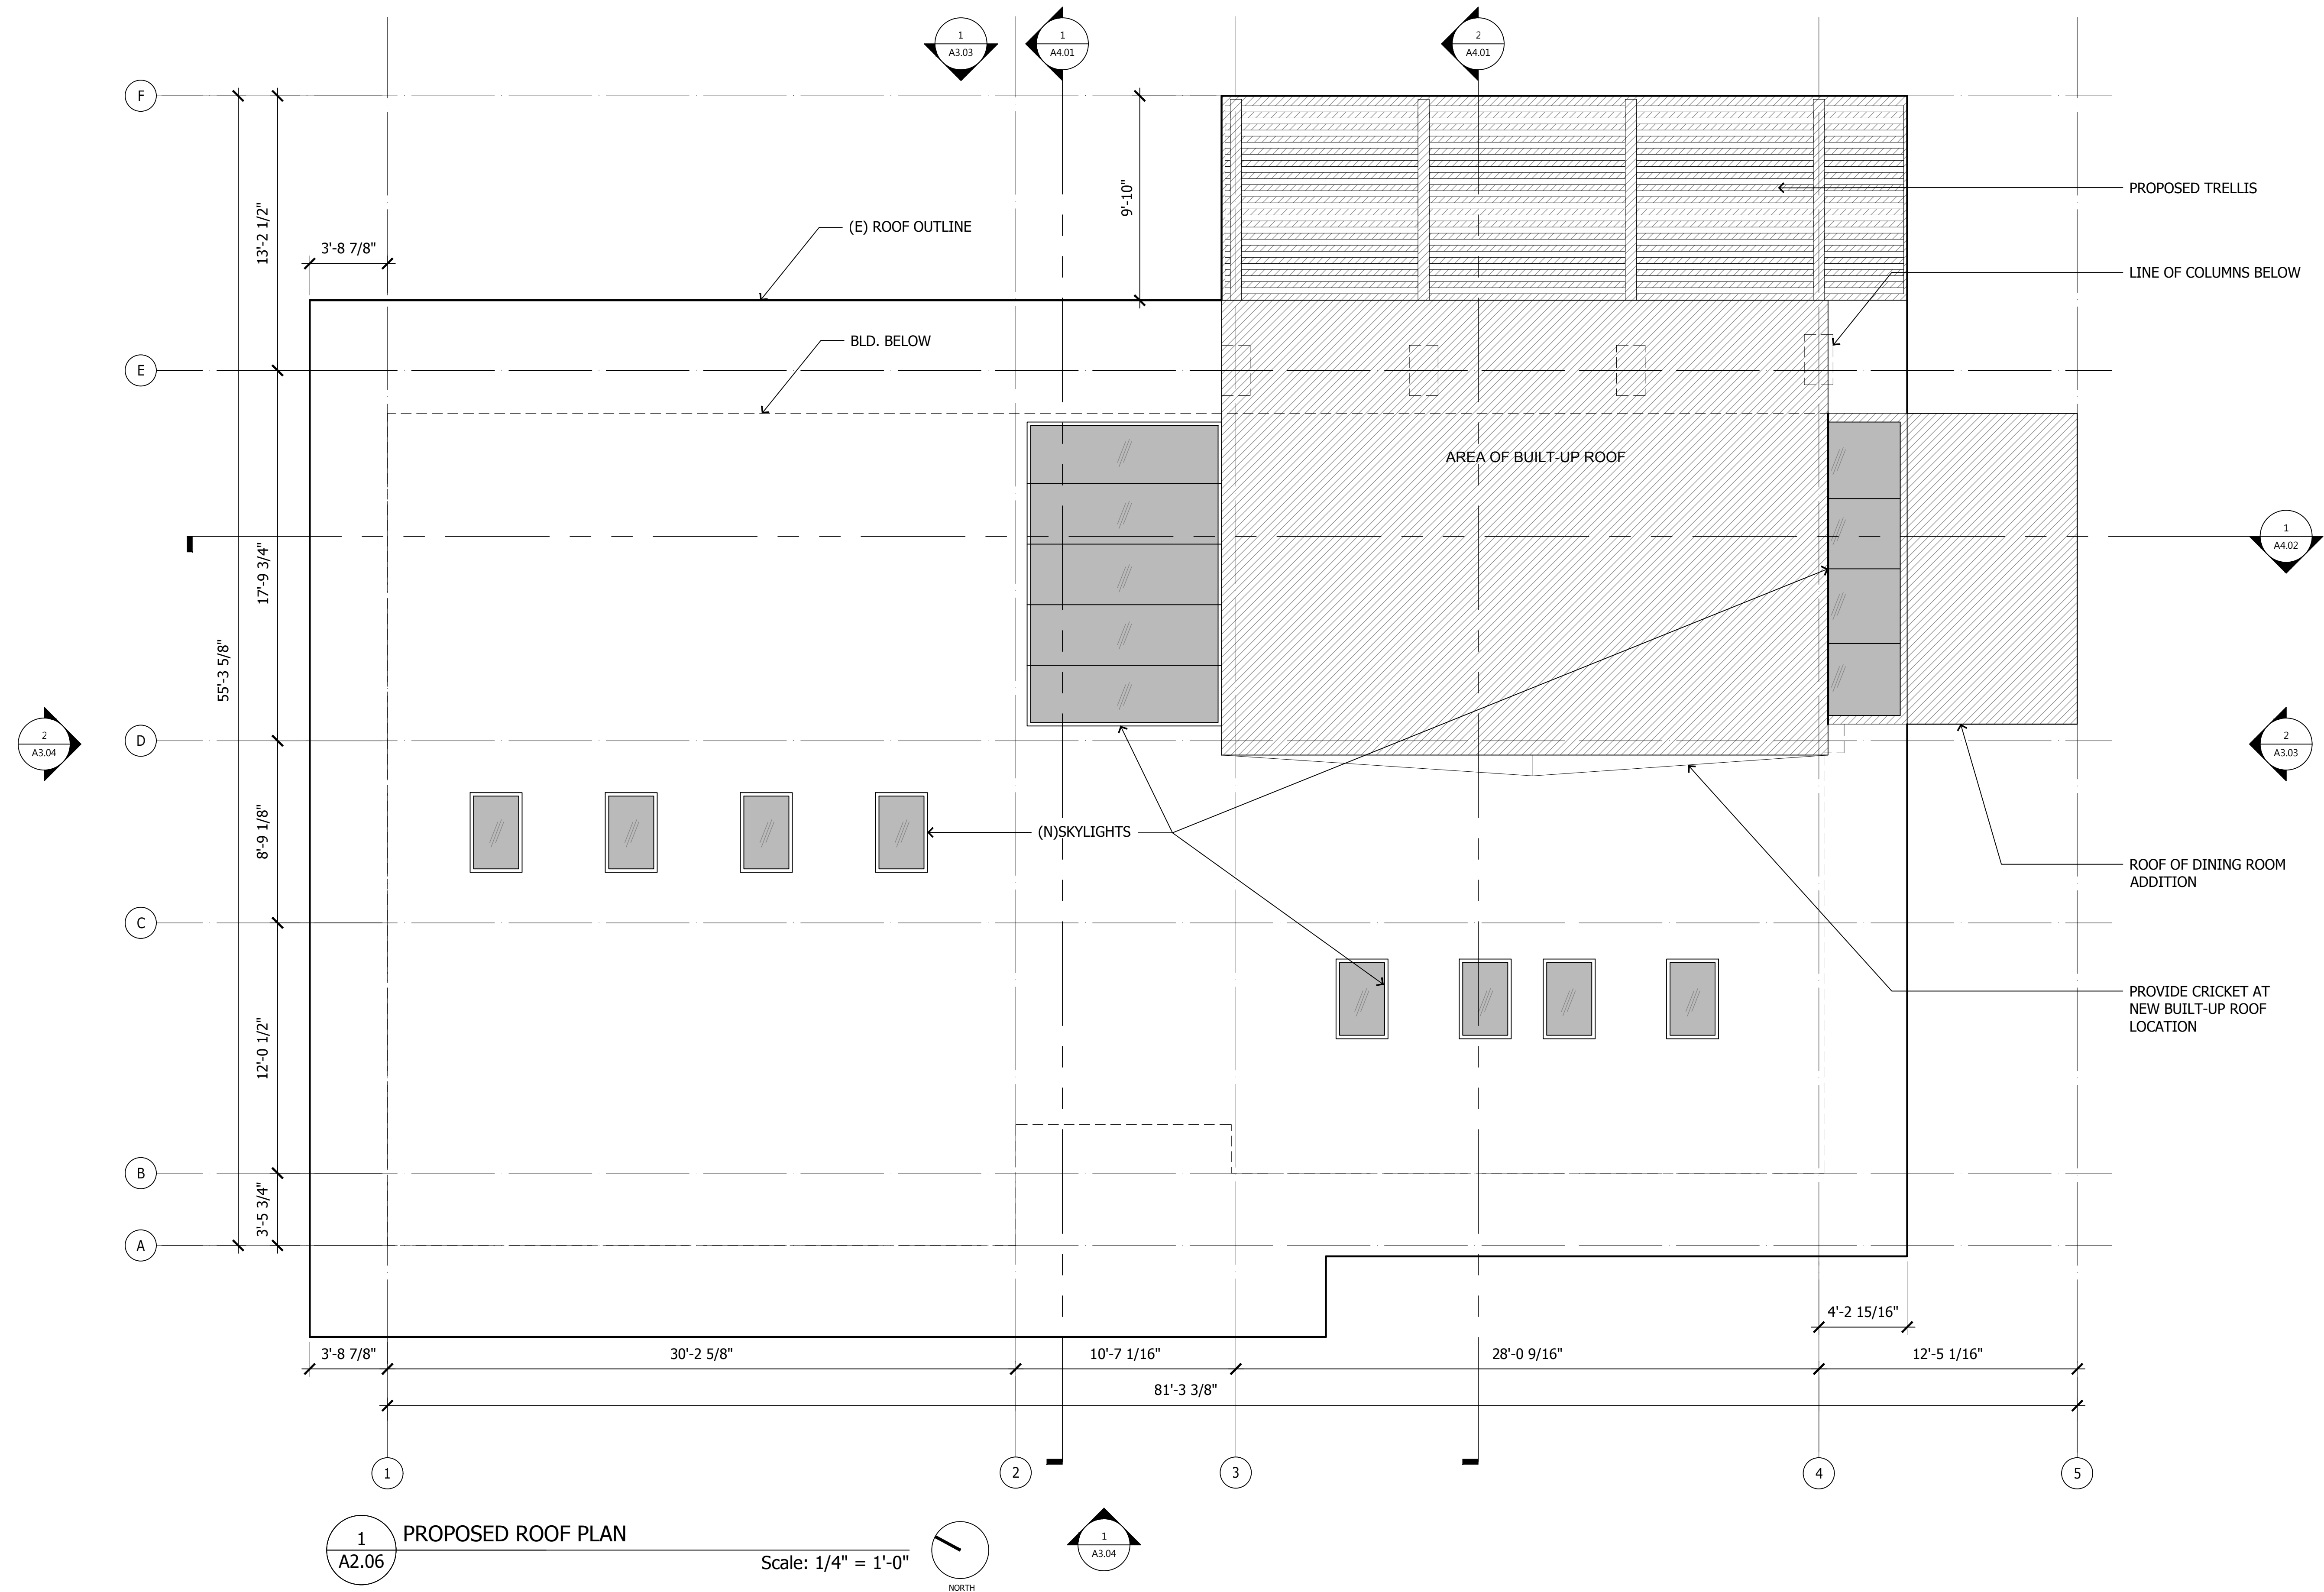 1
A3.03
1
A4.01
2
A4.01
F
9'-10"
13'-2 1/2"
PROPOSED TRELLIS
(E) ROOF OUTLINE
3'-8 7/8"
LINE OF COLUMNS BELOW
BLD. BELOW
E
AREA OF BUILT-UP ROOF
17'-9 3/4"
1
A4.02
55'-3 5/8"
2
A3.04
D
2
A3.03
8'-9 1/8"
(N)SKYLIGHTS
ROOF OF DINING ROOM
ADDITION
C
PROVIDE CRICKET AT
NEW BUILT-UP ROOF
LOCATION
12'-0 1/2"
B
3'-5 3/4"
A
4'-2 15/16"
3'-8 7/8"
30'-2 5/8"
10'-7 1/16"
28'-0 9/16"
12'-5 1/16"
81'-3 3/8"
1
2
3
4
5
1
A2.06
PROPOSED ROOF PLAN
Scale: 1/4" = 1'-0"
NORTH
1
A3.04